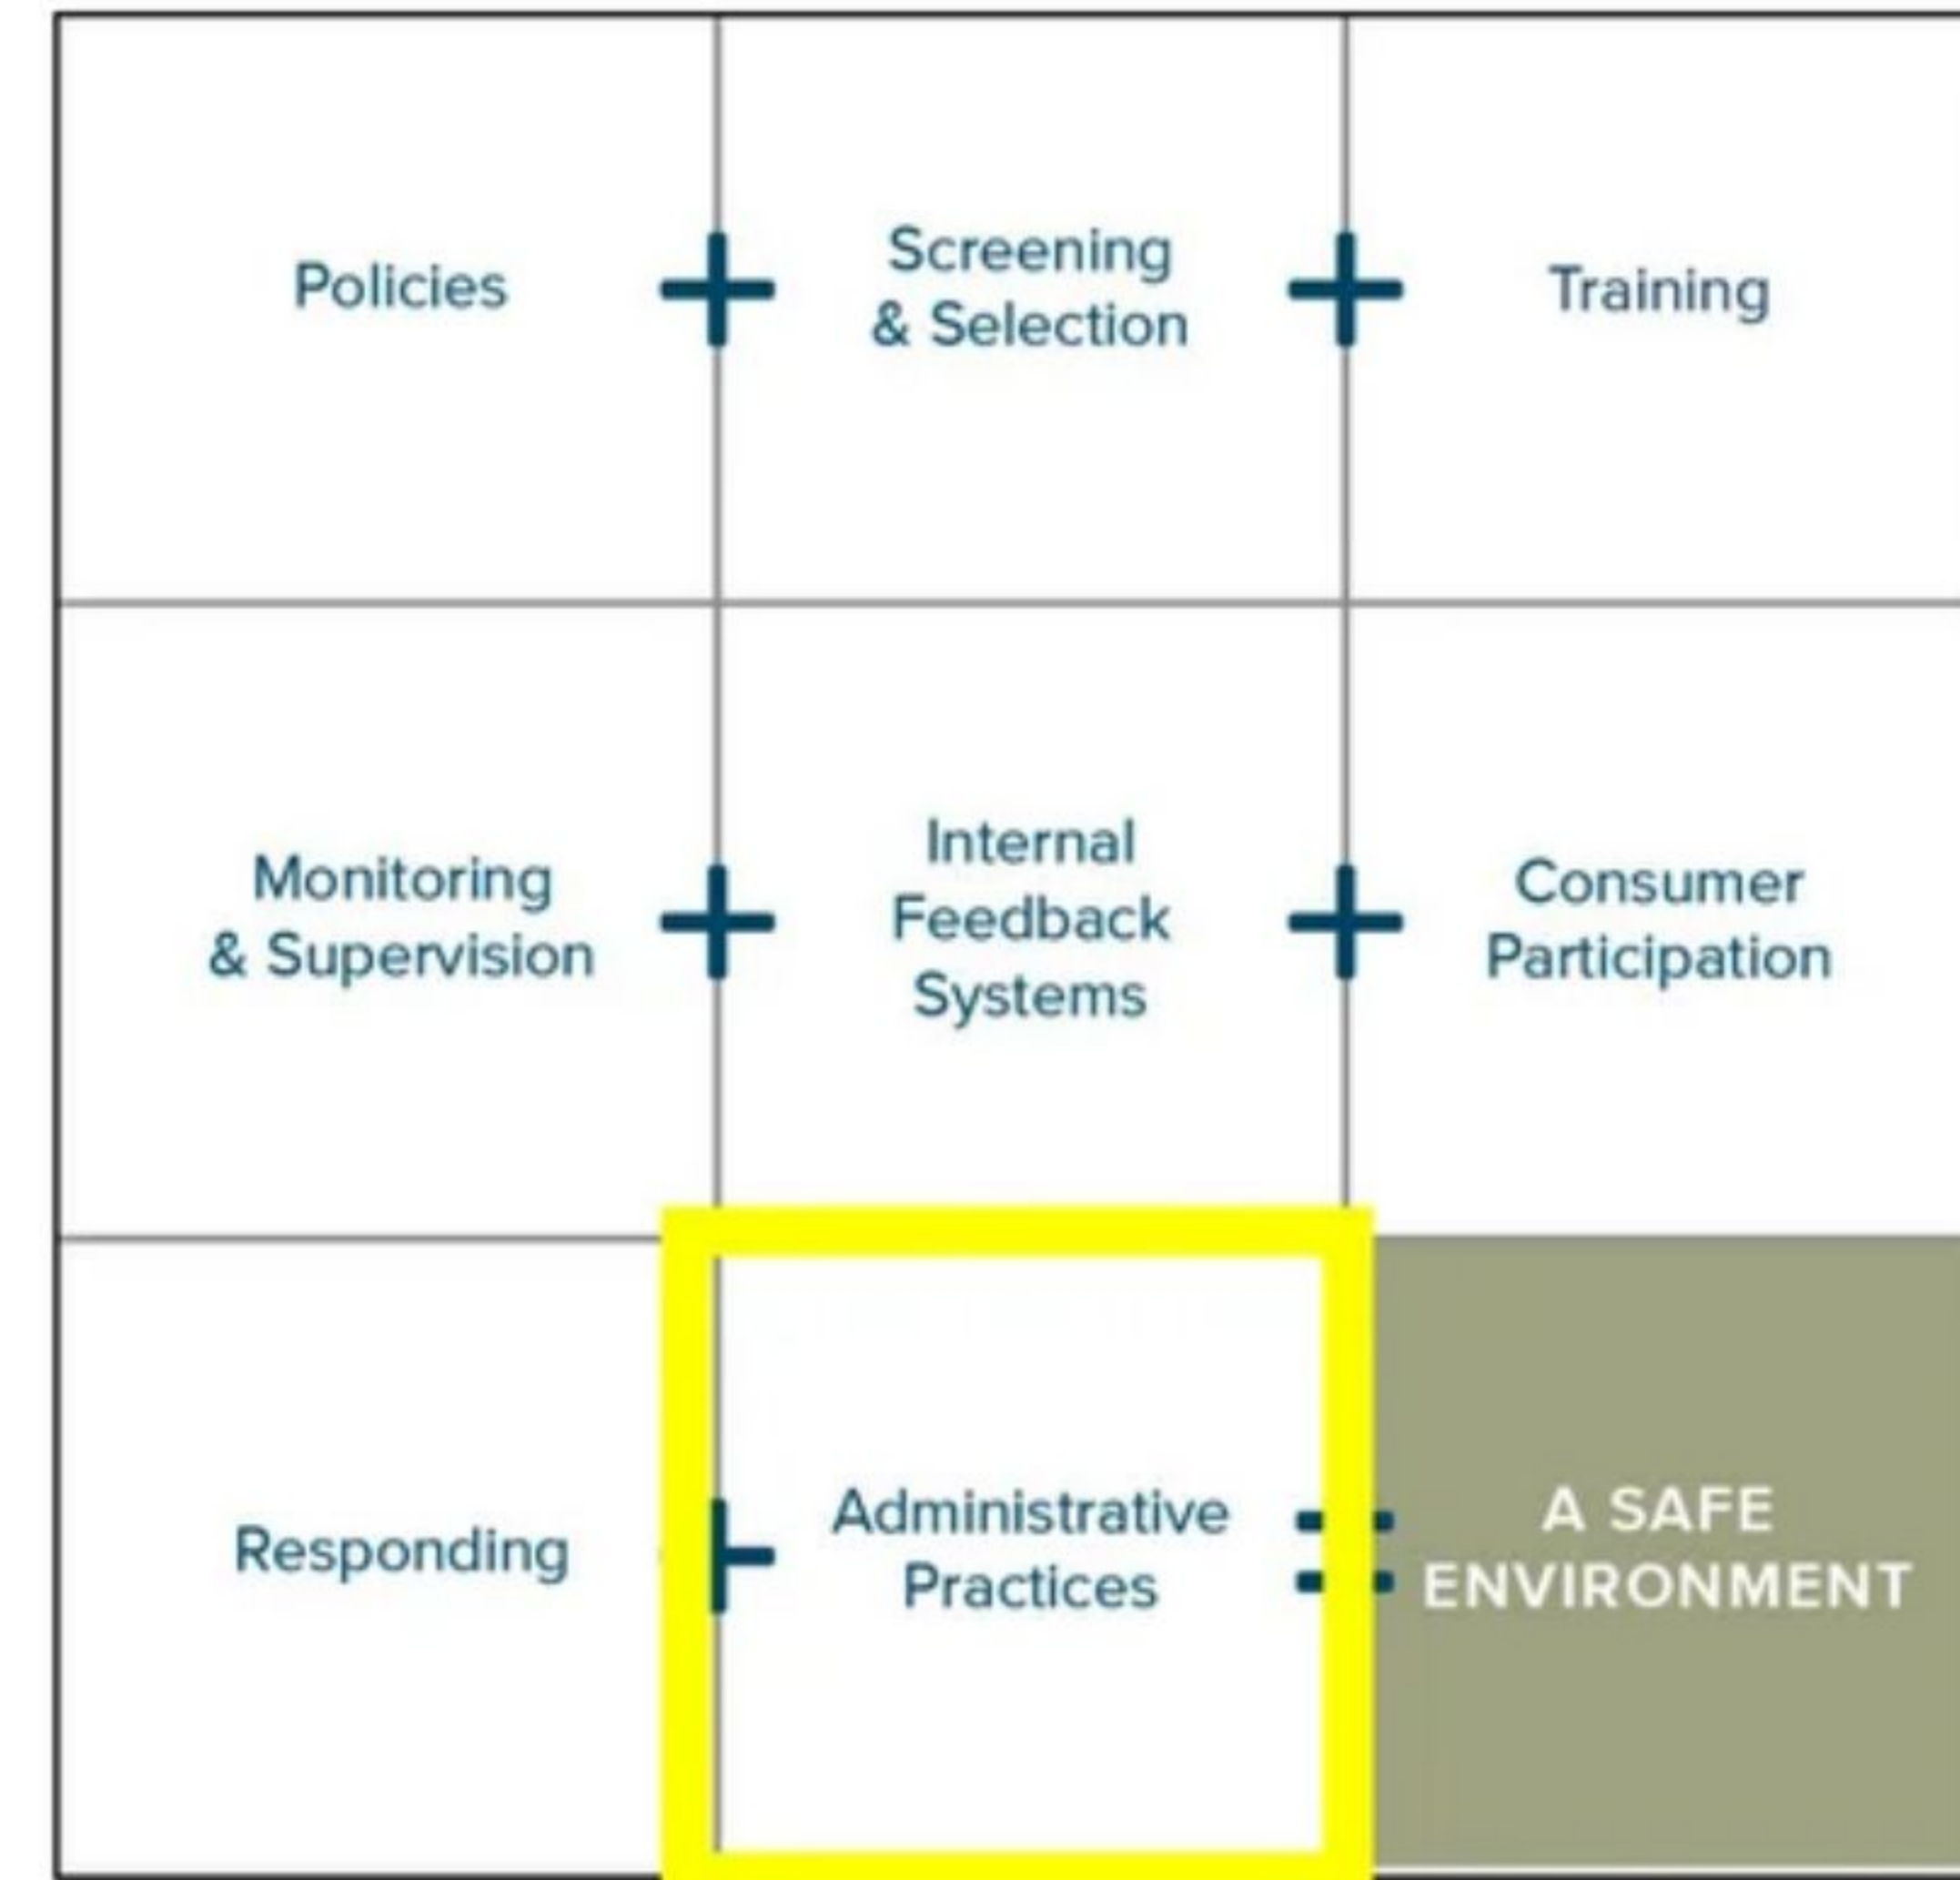 Policies
Screening
& Selection
Training
Monitoring
& Supervision
Internal
Feedback
Systems
Consumer
Participation
Responding
Administrative
Practices
A SAFE
ENVIRONMENT